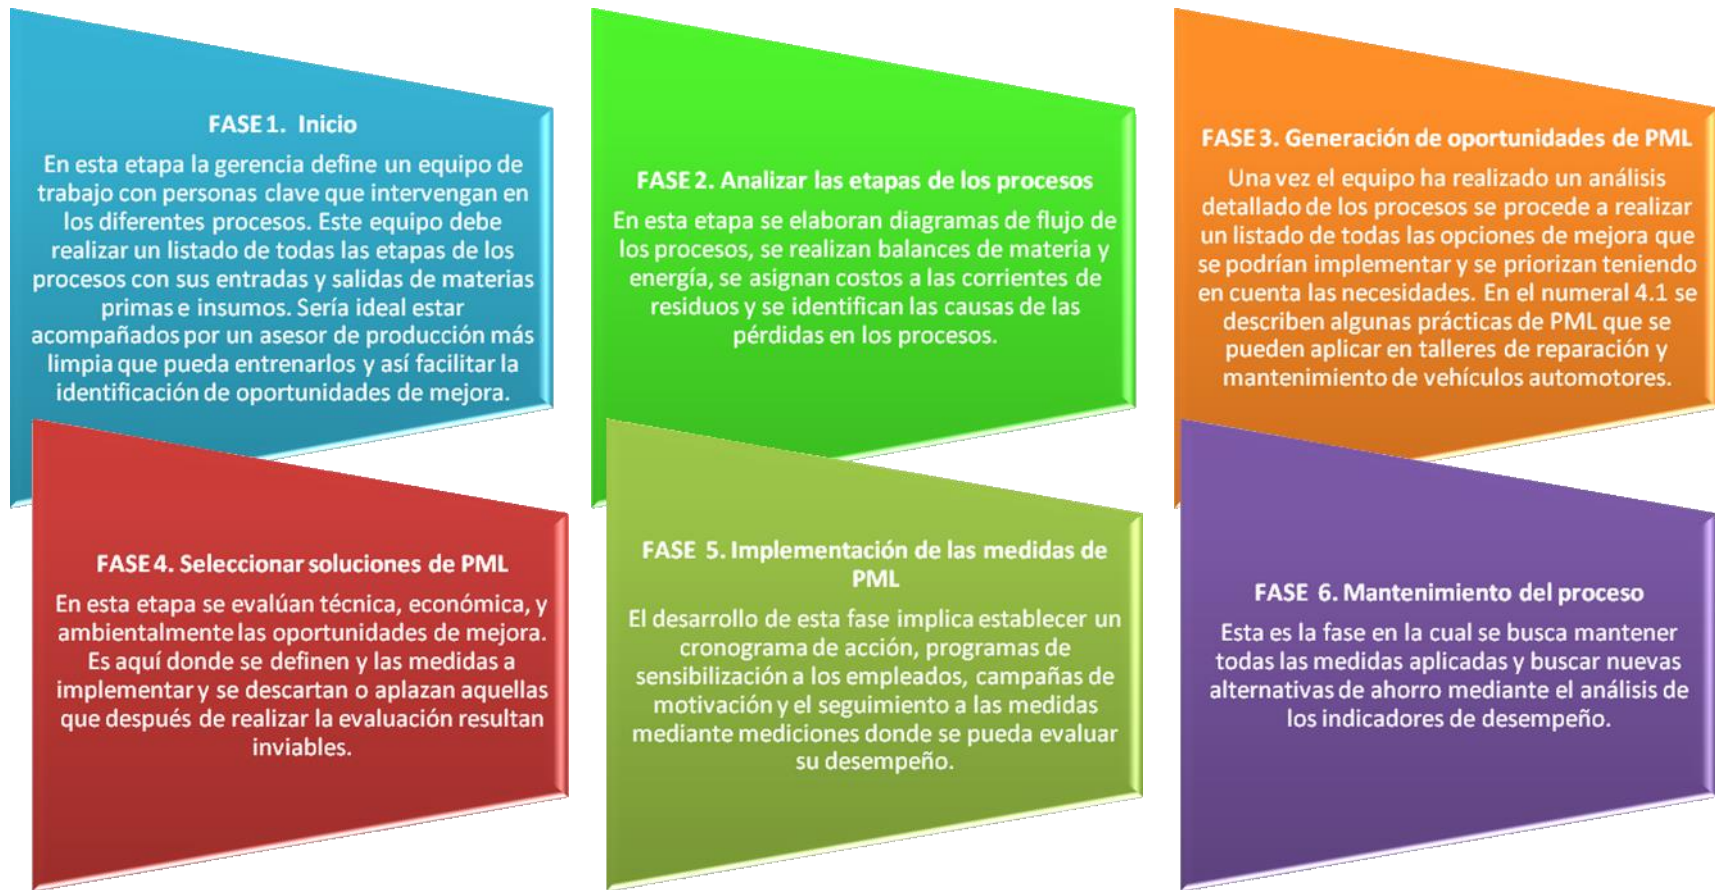 FASE 1. Inicio
En esta etapa la gerencia define un equipo de
trabajo con personas clave que intervengan en
los diferentes procesos. Este equipo debe
realizar un listado de todas las etapas de los
procesos con sus entradas y salidas de materias
primas e insumos. Sería ideal estar
acompañados por un asesor de producción más
limpia que pueda entrenarlos y así facilitar la
identificación de oportunidades de mejora.
FASE 2. Analizar las etapas de los procesos
En esta etapa se elaboran diagramas de flujo de
los procesos, se realizan balances de materia y
energía, se asignan costos a las corrientes de
residuos y se identifican las causas de las
pérdidas en los procesos.
FASE 3. Generación de oportunidades de PML
Una vez el equipo ha realizado un análisis
detallado de los procesos se procede a realizar
un listado de todas las opciones de mejora que
se podrían implementar y se priorizan teniendo
en cuenta las necesidades. En el numeral 4.1 se
describen algunas prácticas de PML que se
pueden aplicar en talleres de reparación y
mantenimiento de vehículos automotores.
FASE 4. Seleccionar soluciones de PML
En esta etapa se evalúan técnica, económica, y
ambientalmente las oportunidades de mejora.
Es aquí donde se definen y las medidas a
implementar y se descartan o aplazan aquellas
que después de realizar la evaluación resultan
inviables.
FASE 5. Implementación de las medidas de
PML
El desarrollo de esta fase implica establecer un
cronograma de acción, programas de
sensibilización a los empleados, campañas de
motivación y el seguimiento a las medidas
mediante mediciones donde se pueda evaluar
su desempeño.
FASE 6. Mantenimiento del proceso
Esta es la fase en la cual se busca mantener
todas las medidas aplicadas y buscar nuevas
alternativas de ahorro mediante el análisis de
los indicadores de desempeño.